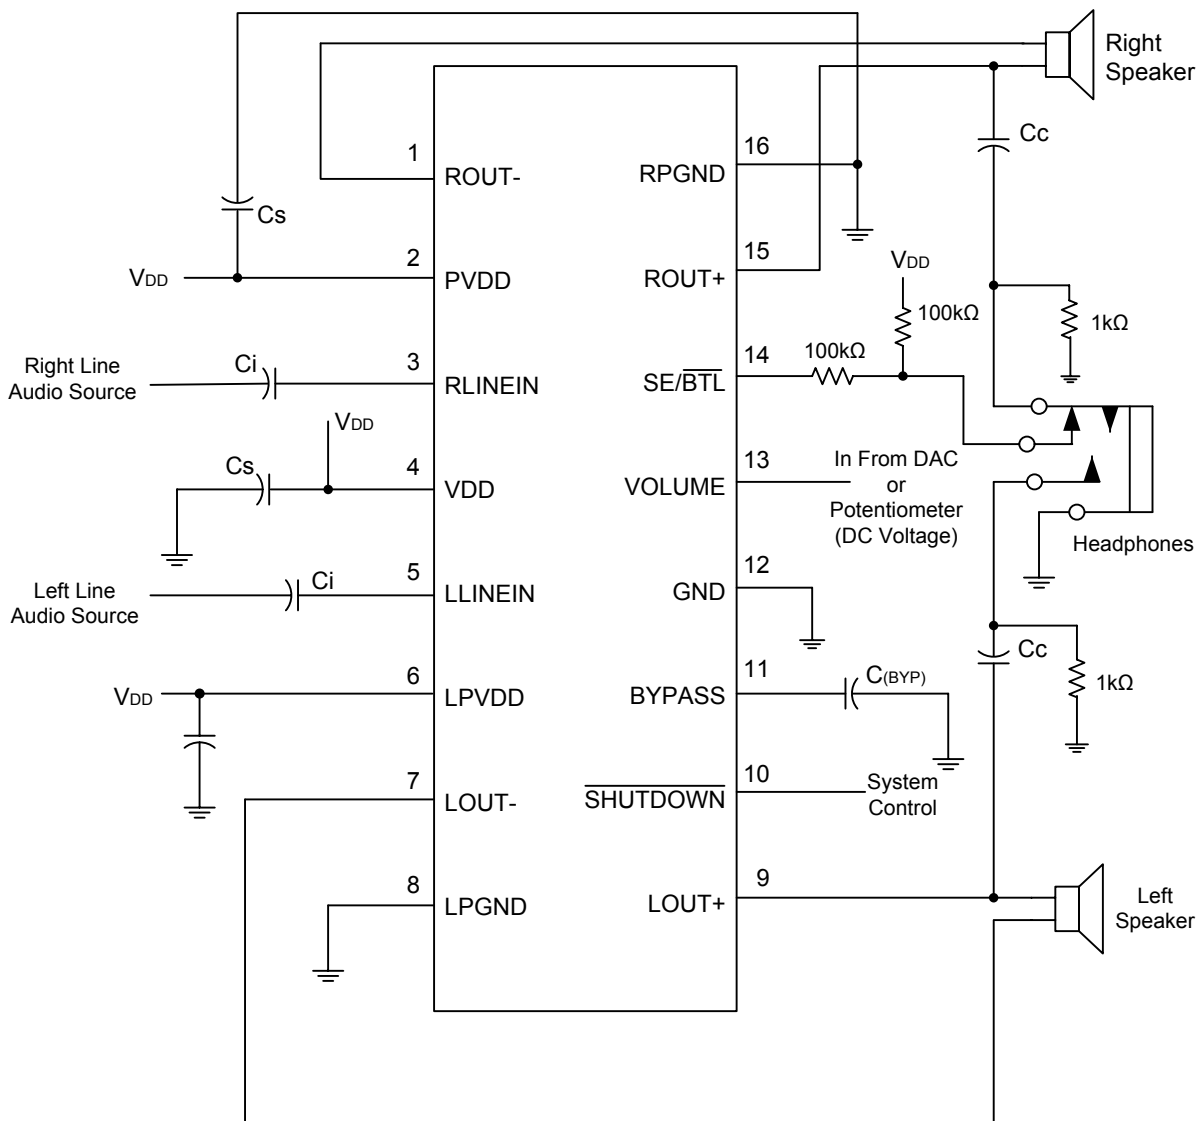 Right
Speaker
Cc
1
16
ROUT-
RPGND
Cs
2
15
VDD
PVDD
ROUT+
VDD
100kΩ
1kΩ
Right Line
Audio Source
Ci
3
14
100kΩ
RLINEIN
SE/BTL
VDD
Cs
4
13
VDD
VOLUME
In From DAC
or
Potentiometer
(DC Voltage)
Headphones
Left Line
Audio Source
Ci
5
12
LLINEIN
GND
Cc
1kΩ
6
11
VDD
LPVDD
BYPASS
C(BYP)
7
10
LOUT-
SHUTDOWN
System
Control
8
9
LPGND
LOUT+
Left
Speaker